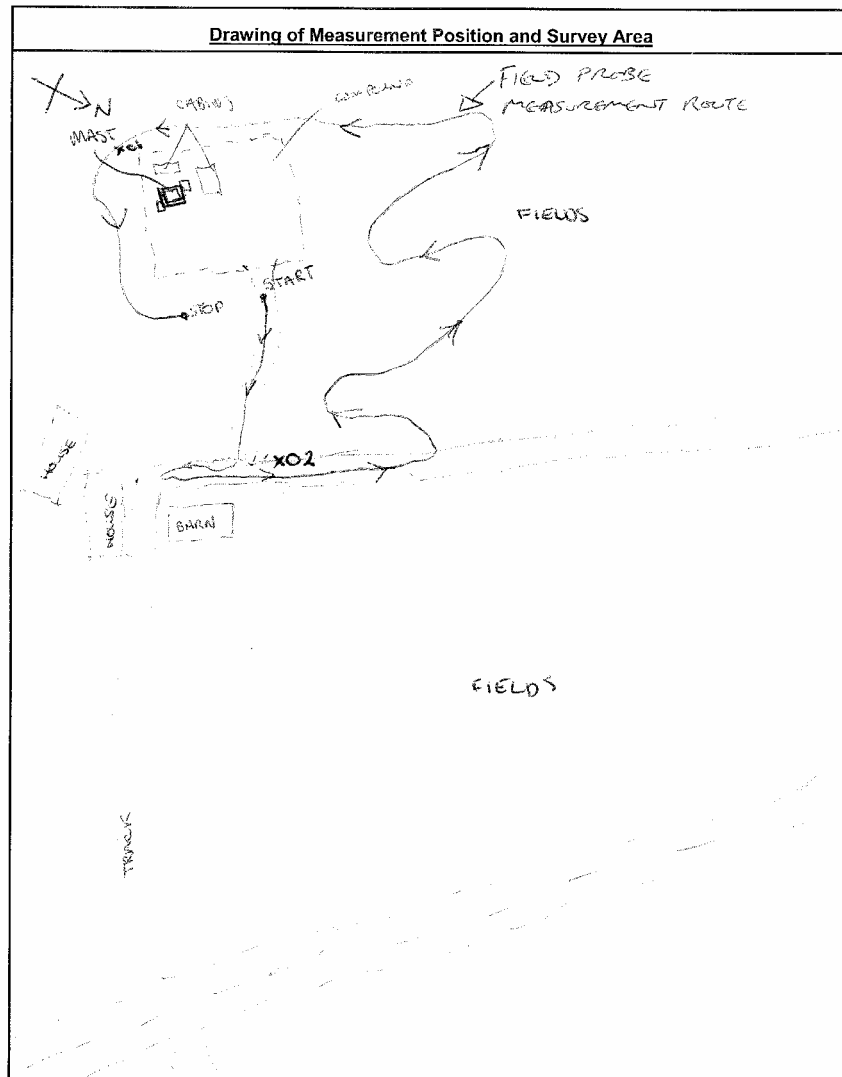 Drawing of Measurement Position and Survey Area
FIELD PROBE
MEASUREMENT ROUTE
N
CABINS
COMPOUND
MAST
X01
FIELDS
START
STOP
HOUSE
X02
HOUSE
BARN
FIELDS
TRACK